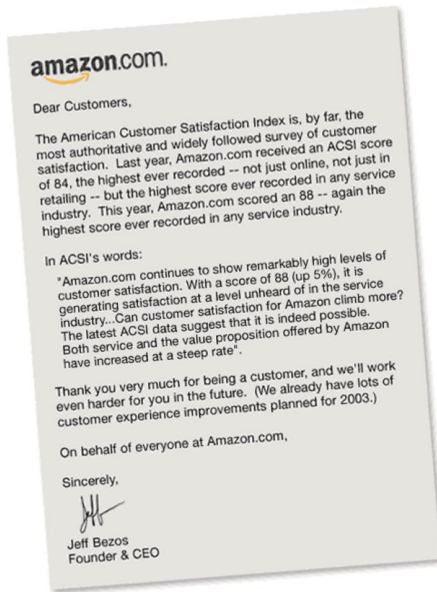 amazon.com.
Dear Customers,
The American Customer Satisfaction Index is, by far, the
most authoritative and widely followed survey of customer
satisfaction.  Last year, Amazon.com received an ACSI score
of 84, the highest ever recorded -- not just online, not just in
retailing -- but the highest score ever recorded in any service
industry.  This year, Amazon.com scored an 88 -- again the
highest score ever recorded in any service industry.
In ACSI's words:
"Amazon.com continues to show remarkably high levels of
customer satisfaction. With a score of 88 (up 5%), it is
generating satisfaction at a level unheard of in the service
industry...Can customer satisfaction for Amazon climb more?
The latest ACSI data suggest that it is indeed possible.
Both service and the value proposition offered by Amazon
have increased at a steep rate".
Thank you very much for being a customer, and we'll work
even harder for you in the future.  (We already have lots of
customer experience improvements planned for 2003.)
On behalf of everyone at Amazon.com,
Sincerely,
Jeff
Jeff Bezos
Founder & CEO